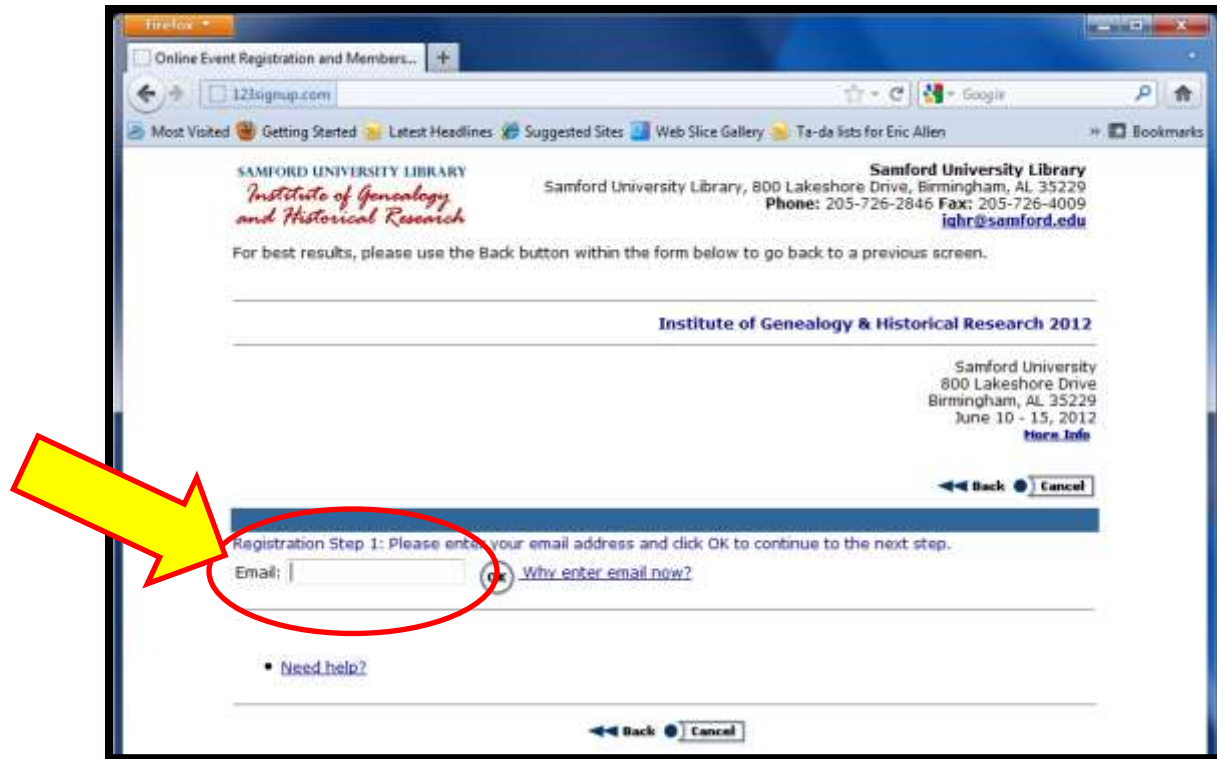 Firefox
Online Event Registration and Members... +
123signup.com
Google
Most Visited Getting Started Latest Headlines Suggested Sites Web Slice Gallery Ta-da lists for Eric Allen » Bookmarks
SAMFORD UNIVERSITY LIBRARY
Institute of Genealogy
and Historical Research
Samford University Library
Samford University Library, 800 Lakeshore Drive, Birmingham, AL 35229
Phone: 205-726-2846 Fax: 205-726-4009
ighr@samford.edu
For best results, please use the Back button within the form below to go back to a previous screen.
Institute of Genealogy & Historical Research 2012
Samford University
800 Lakeshore Drive
Birmingham, AL 35229
June 10 - 15, 2012
More Info
Back Cancel
Registration Step 1: Please enter your email address and click OK to continue to the next step.
Email: OK Why enter email now?
• Need help?
Back Cancel